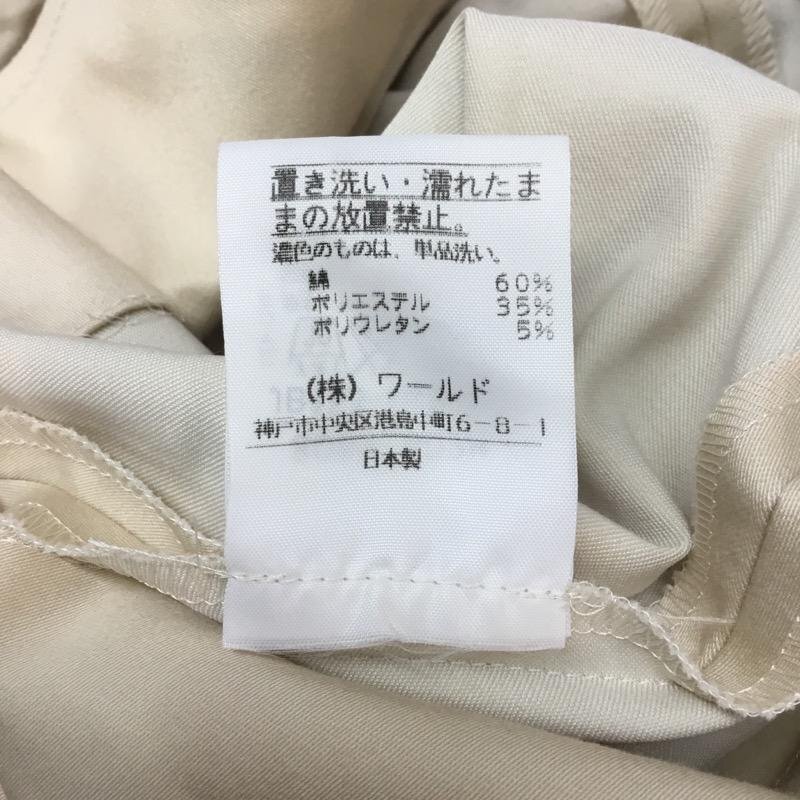 置き洗い・濡れたま
まの放置禁止。
濃色のものは、単品洗い。
綿 60%
ポリエステル 35%
ポリウレタン 5%
(株)ワールド
神戸市中央区港島中町6-8-1
日本製